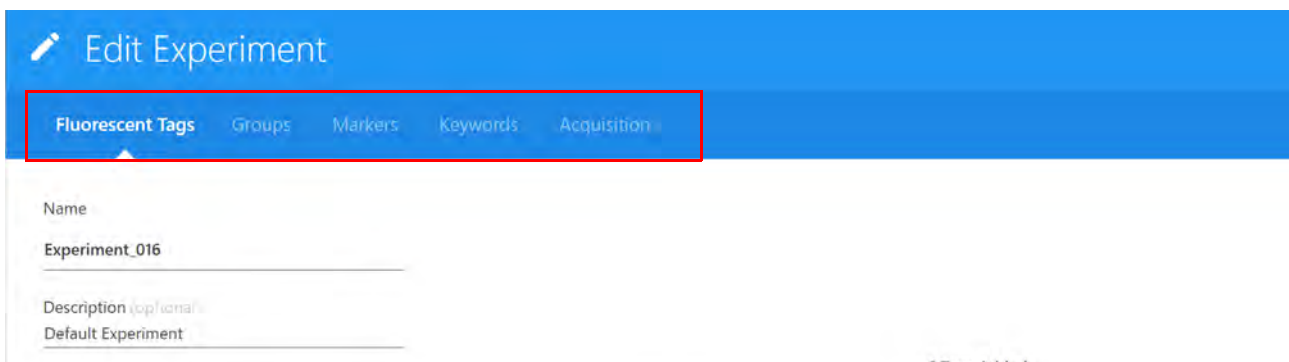 Edit Experiment
Fluorescent Tags Groups Markers Keywords Acquisition
Name
Experiment_016
Description (optional)
Default Experiment